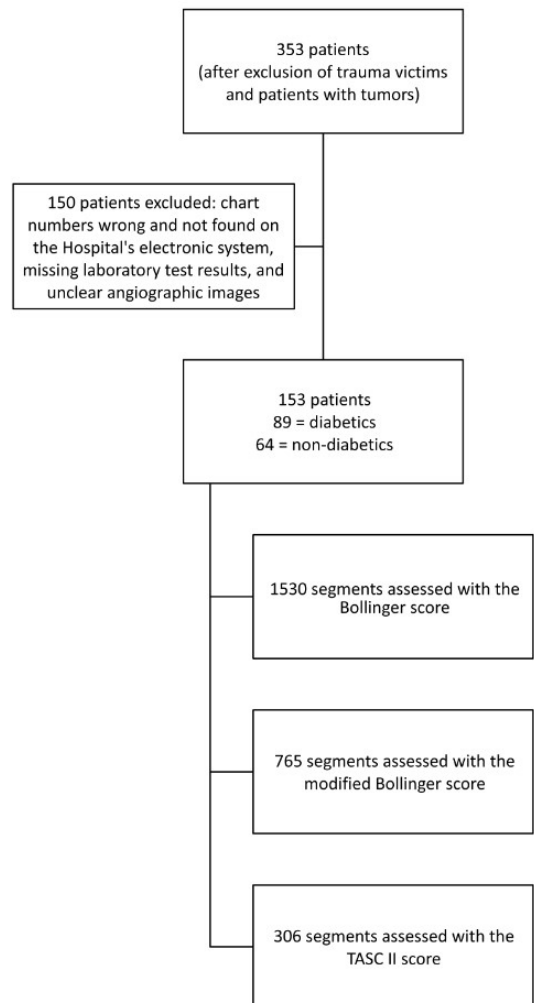 353 patients
(after exclusion of trauma victims
and patients with tumors)
150 patients excluded: chart
numbers wrong and not found on
the Hospital's electronic system,
missing laboratory test results, and
unclear angiographic images
153 patients
89 = diabetics
64 = non-diabetics
1530 segments assessed with the
Bollinger score
765 segments assessed with the
modified Bollinger score
306 segments assessed with the
TASC II score